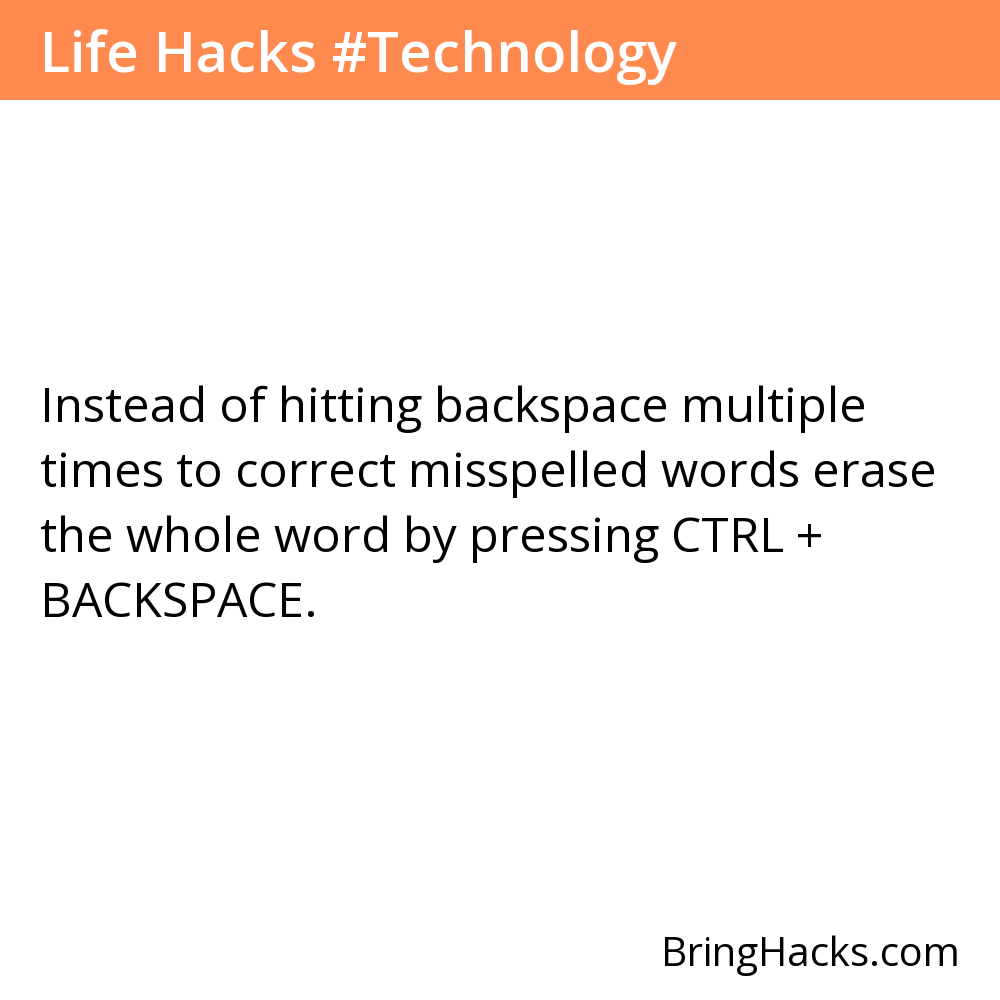 Life Hacks #Technology
Instead of hitting backspace multiple
times to correct misspelled words erase
the whole word by pressing CTRL +
BACKSPACE.
BringHacks.com